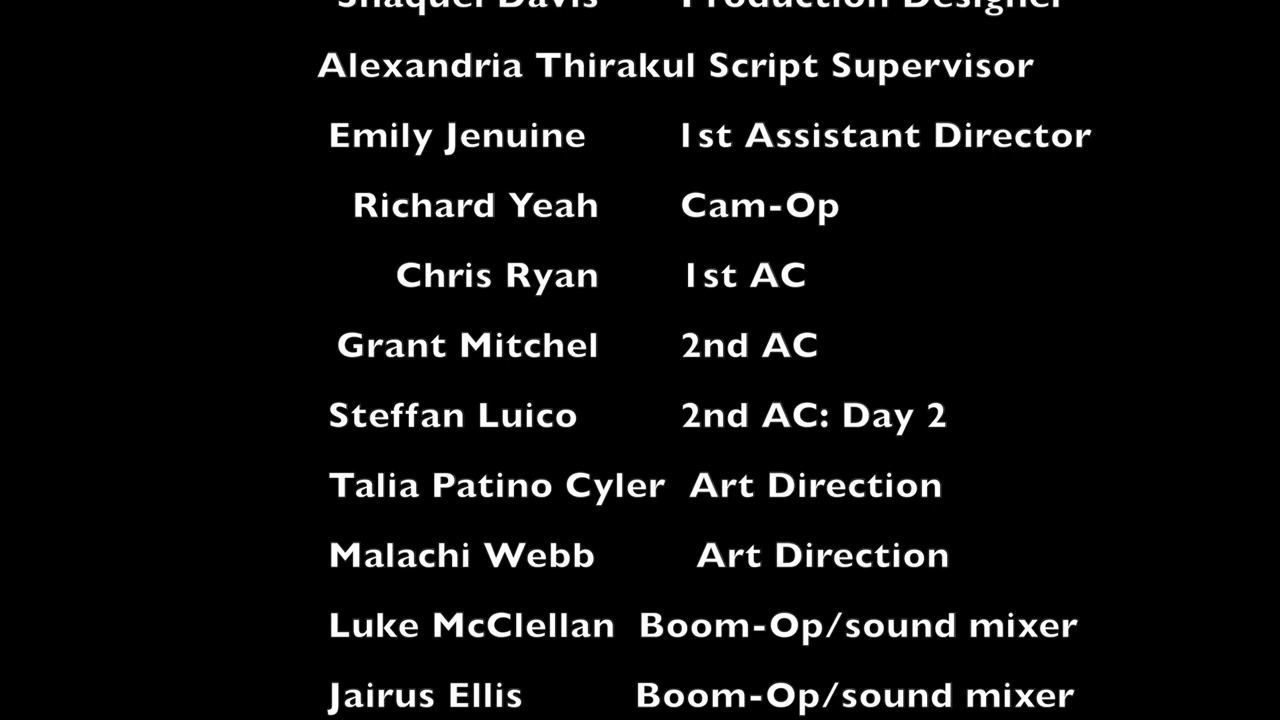 Shaquel Davis Production Designer
Alexandria Thirakul Script Supervisor
Emily Jenuine 1st Assistant Director
Richard Yeah Cam-Op
Chris Ryan 1st AC
Grant Mitchel 2nd AC
Steffan Luico 2nd AC: Day 2
Talia Patino Cyler Art Direction
Malachi Webb Art Direction
Luke McClellan Boom-Op/sound mixer
Jairus Ellis Boom-Op/sound mixer